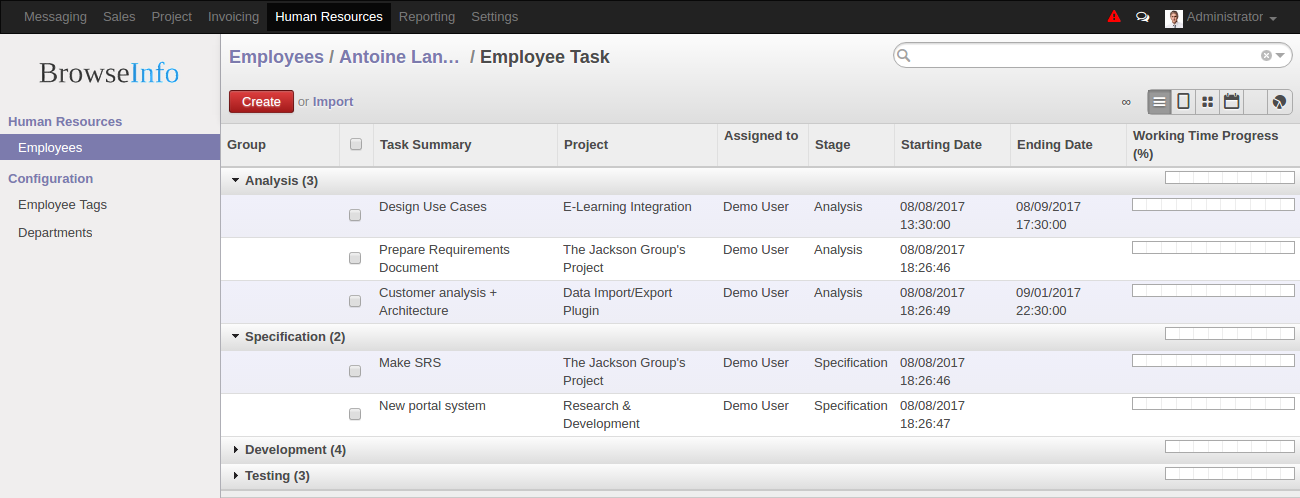 Messaging Sales Project Invoicing Human Resources Reporting Settings Administrator
BrowseInfo
Human Resources
Employees
Configuration
Employee Tags
Departments
Employees / Antoine Lan... / Employee Task
Create or Import
∞
Group Task Summary Project Assigned to Stage Starting Date Ending Date Working Time Progress
(%)
Analysis (3)
Design Use Cases E-Learning Integration Demo User Analysis 08/08/2017 08/09/2017
13:30:00 17:30:00
Prepare Requirements The Jackson Group's Demo User Analysis 08/08/2017
Document Project 18:26:46
Customer analysis + Data Import/Export Demo User Analysis 08/08/2017 09/01/2017
Architecture Plugin 18:26:49 22:30:00
Specification (2)
Make SRS The Jackson Group's Demo User Specification 08/08/2017
Project 18:26:46
New portal system Research & Demo User Specification 08/08/2017
Development 18:26:47
Development (4)
Testing (3)